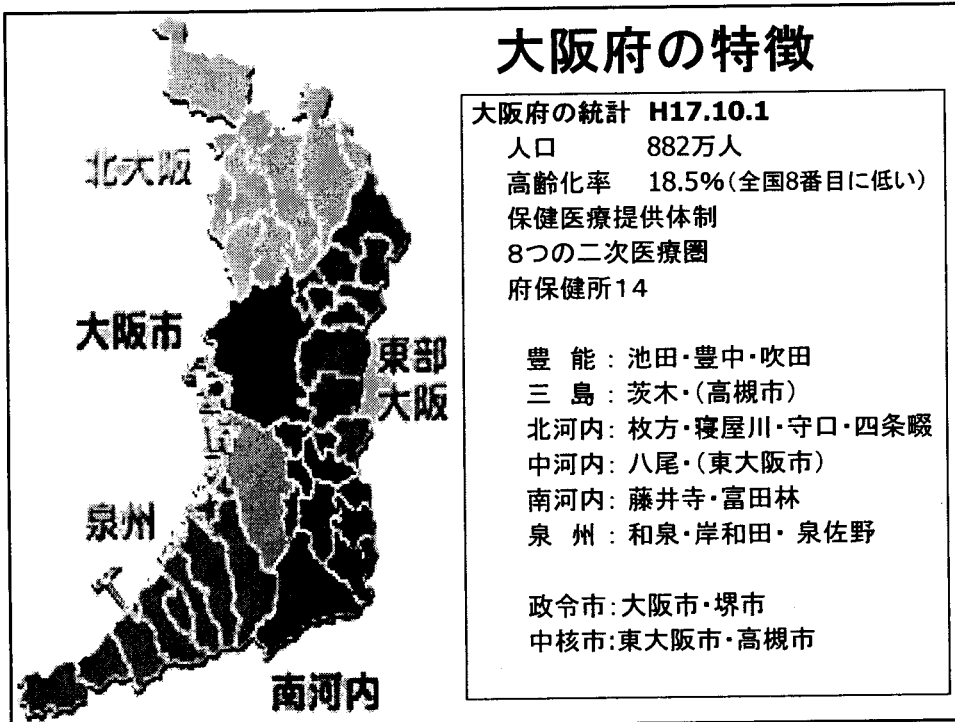 大阪府の特徴
大阪府の統計 H17.10.1
人口 882万人
高齢化率 18.5%(全国8番目に低い)
保健医療提供体制
8つの二次医療圏
府保健所14
豊 能 : 池田・豊中・吹田
三 島 : 茨木・(高槻市)
北河内: 枚方・寝屋川・守口・四条畷
中河内: 八尾・(東大阪市)
南河内: 藤井寺・富田林
泉 州 : 和泉・岸和田・泉佐野
政令市:大阪市・堺市
中核市:東大阪市・高槻市
北大阪
大阪市
東部
大阪
泉州
南河内